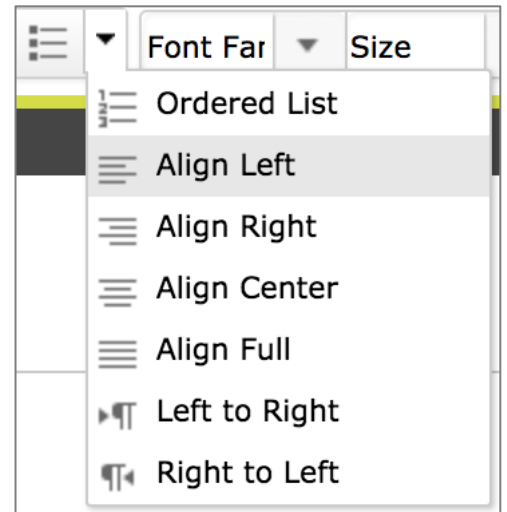 Font Far Size
Ordered List
Align Left
Align Right
Align Center
Align Full
Left to Right
Right to Left